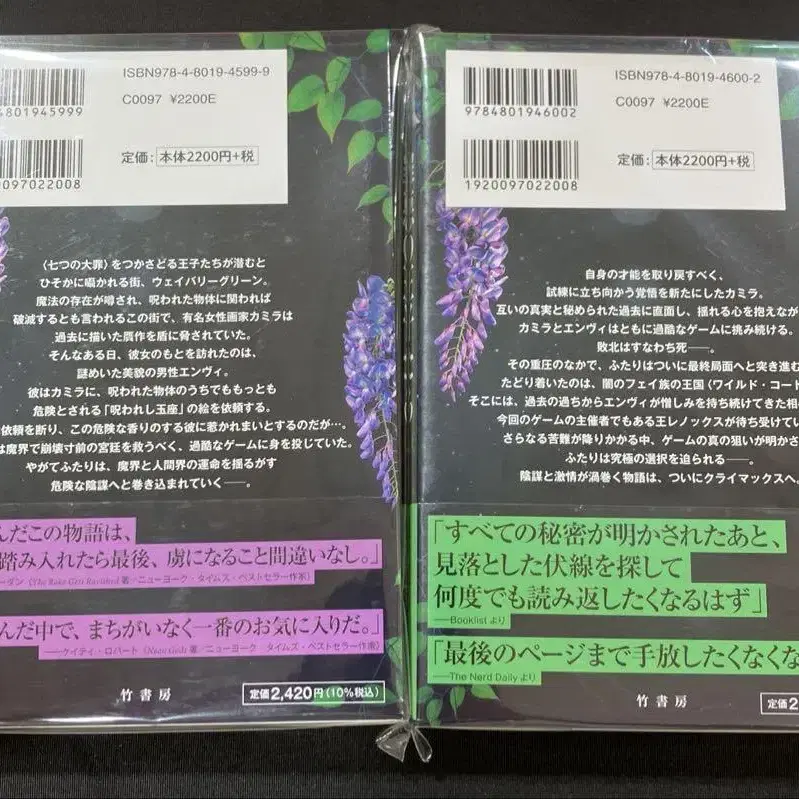 ISBN978-4-8019-4599-9
C0097 ¥2200E
4801945999
定価:本体2200円+税
0097022008
〈七つの大罪〉をつかさどる王子たちが潜むと
ひそかに囁かれる街、ウェイバリーグリーン。
魔法の存在が噂され、呪われた物体に関われば
破滅するとも言われるこの街で、有名女性画家カミラは
過去に描いた贋作を盾に脅されていた。
そんなある日、彼女のもとを訪れたのは、
謎めいた美貌の男性エンヴィ。
彼はカミラに、呪われた物体のうちでももっとも
危険とされる「呪われし玉座」の絵を依頼する。
依頼を断り、この危険な香りのする彼に惹かれまいとするのだが…。
は魔界で崩壊寸前の宮廷を救うべく、過酷なゲームに身を投じていた。
やがてふたりは、魔界と人間界の運命を揺るがす
危険な陰謀へと巻き込まれていく――。
んだこの物語は、
踏み入れたら最後、虜になること間違いなし。」
ーダン(The Bone Gen Ravished 著/ニューヨーク・タイムズ・ベストセラー作家)
んだ中で、まちがいなく一番のお気に入りだ。」
――ケイティ・ロバート(Neon Gods 著/ニューヨーク タイムズ・ベストセラー作家)
竹書房
定価2,420円(10%税込)
ISBN978-4-8019-4600-2
C0097 ¥2200E
9784801946002
定価:本体2200円+税
1920097022008
自身の才能を取り戻すべく、
試練に立ち向かう覚悟を新たにしたカミラ。
互いの真実と秘められた過去に直面し、揺れる心を抱えなが
カミラとエンヴィはともに過酷なゲームに挑み続ける。
敗北はすなわち死――。
その重圧のなかで、ふたりはついに最終局面へと突き進む
たどり着いたのは、闇のフェイ族の王国〈ワイルド・コート
そこには、過去の過ちからエンヴィが憎しみを持ち続けてきた相
今回のゲームの主催者でもある王レノックスが待ち受けてい
さらなる苦難が降りかかる中、ゲームの真の狙いが明かさ
ふたりは究極の選択を迫られる――。
陰謀と激情が渦巻く物語は、ついにクライマックスへ。
「すべての秘密が明かされたあと、
見落とした伏線を探して
何度でも読み返したくなるはず」
――Booklist より
「最後のページまで手放したくなくな
――The Nerd Daily より
竹書房
定価2